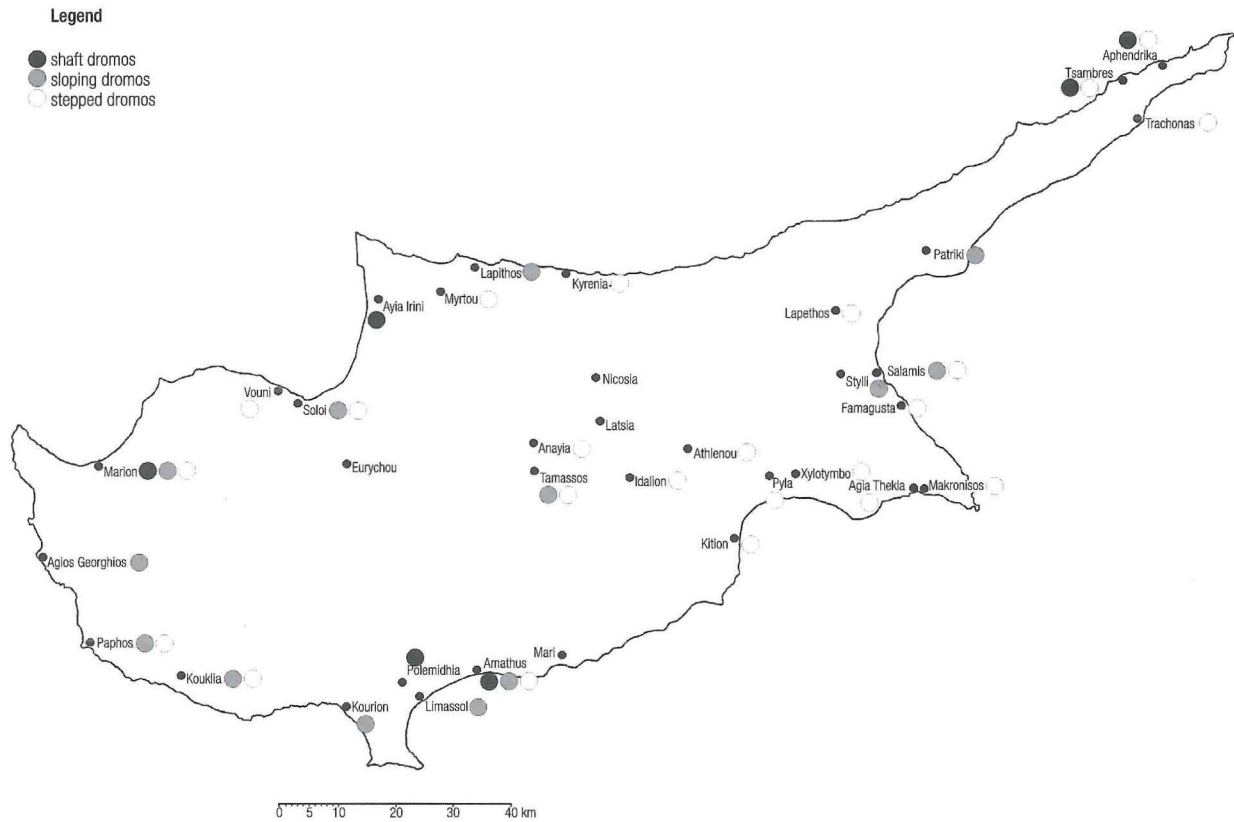 Legend
shaft dromos
sloping dromos
stepped dromos
Aphendrika
Tsambres
Trachonas
Patriki
Lapithos
Kyrenia
Myrtou
Ayia Irini
Lapethos
Nicosia
Stylli
Salamis
Vouni
Soloi
Famagusta
Latsia
Anayia
Athlenou
Marion
Eurychou
Tamassos
Idalion
Pyla
Xylotymbo
Agia Thekla
Makronisos
Kition
Agios Georghios
Paphos
Mari
Polemidhia
Amathus
Kouklia
Kourion
Limassol
0 5 10 20 30 40 km